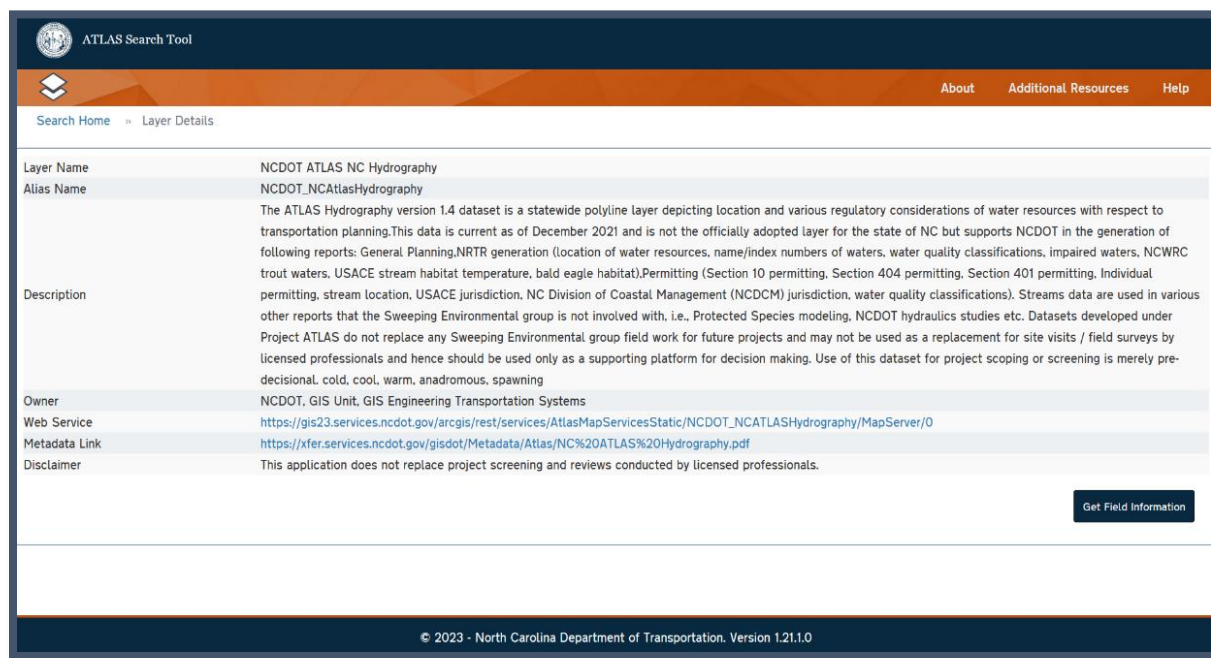 ATLAS Search Tool
About Additional Resources Help
Search Home » Layer Details
Layer Name NCDOT ATLAS NC Hydrography
Alias Name NCDOT_NCAtlasHydrography
The ATLAS Hydrography version 1.4 dataset is a statewide polyline layer depicting location and various regulatory considerations of water resources with respect to
transportation planning.This data is current as of December 2021 and is not the officially adopted layer for the state of NC but supports NCDOT in the generation of
following reports: General Planning,NRTR generation (location of water resources, name/index numbers of waters, water quality classifications, impaired waters, NCWRC
trout waters, USACE stream habitat temperature, bald eagle habitat),Permitting (Section 10 permitting, Section 404 permitting, Section 401 permitting, Individual
Description permitting, stream location, USACE jurisdiction, NC Division of Coastal Management (NCDCM) jurisdiction, water quality classifications). Streams data are used in various
other reports that the Sweeping Environmental group is not involved with, i.e., Protected Species modeling, NCDOT hydraulics studies etc. Datasets developed under
Project ATLAS do not replace any Sweeping Environmental group field work for future projects and may not be used as a replacement for site visits / field surveys by
licensed professionals and hence should be used only as a supporting platform for decision making. Use of this dataset for project scoping or screening is merely pre-
decisional. cold, cool, warm, anadromous, spawning
Owner NCDOT, GIS Unit, GIS Engineering Transportation Systems
Web Service https://gis23.services.ncdot.gov/arcgis/rest/services/AtlasMapServicesStatic/NCDOT_NCATLASHydrography/MapServer/0
Metadata Link https://xfer.services.ncdot.gov/gisdot/Metadata/Atlas/NC%20ATLAS%20Hydrography.pdf
Disclaimer This application does not replace project screening and reviews conducted by licensed professionals.
Get Field Information
© 2023 - North Carolina Department of Transportation. Version 1.21.1.0